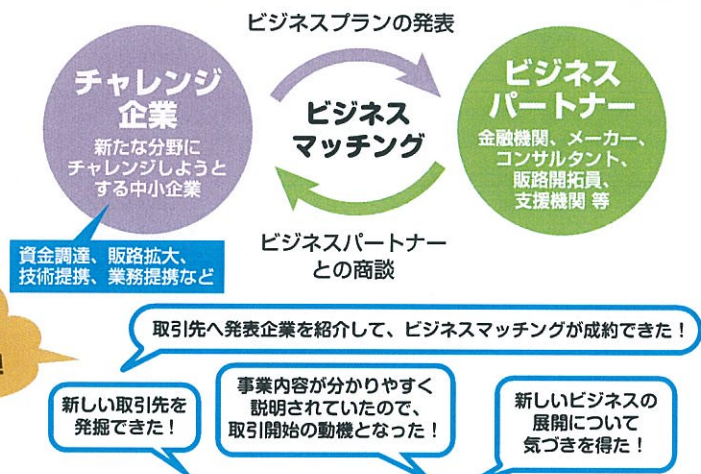 ビジネスプランの発表
チャレンジ
企業
新たな分野に
チャレンジしようと
する中小企業
ビジネス
マッチング
ビジネス
パートナー
金融機関、メーカー、
コンサルタント、
販路開拓員、
支援機関 等
ビジネスパートナー
との商談
資金調達、販路拡大、
技術提携、業務提携など
取引先へ発表企業を紹介して、ビジネスマッチングが成約できた!
新しい取引先を
発掘できた!
事業内容が分かりやすく
説明されていたので、
取引開始の動機となった!
新しいビジネスの
展開について
気づきを得た!